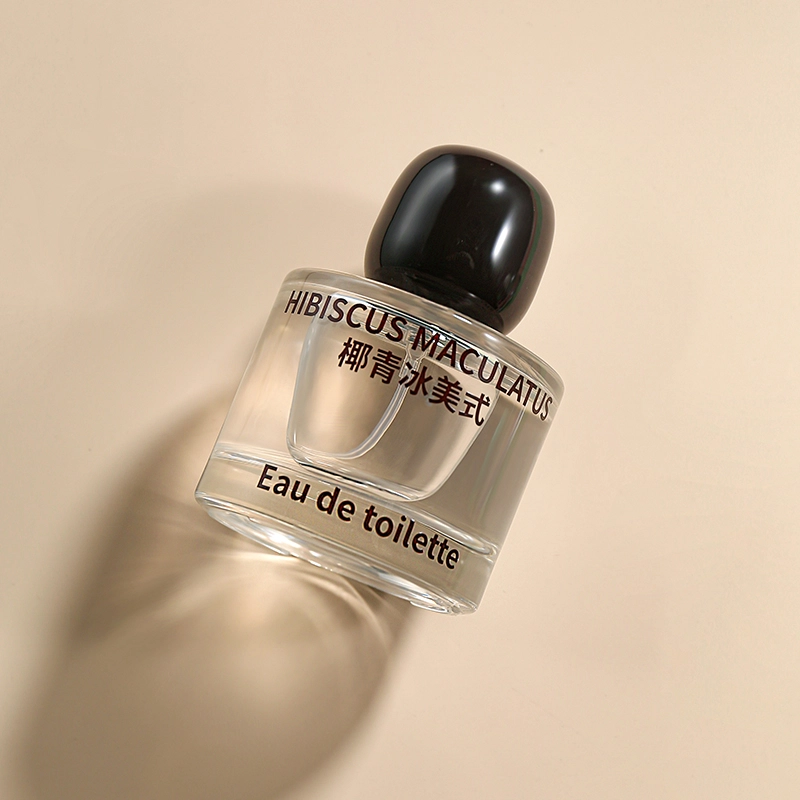 HIBISCUS MACULATUS
椰青冰美式
Eau de toilette